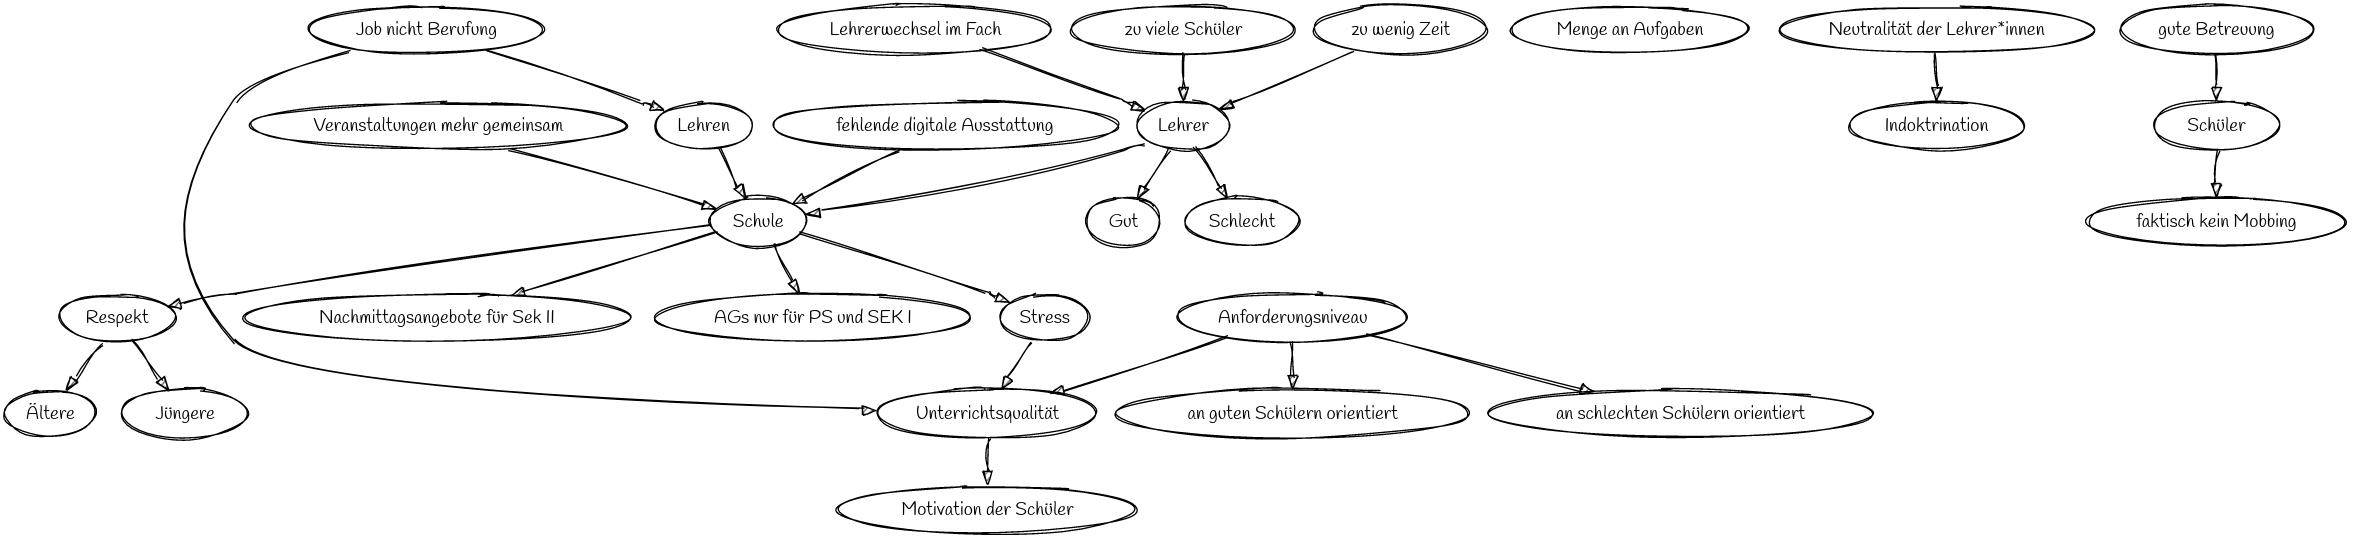 Job nicht Berufung
Lehrerwechsel im Fach
zu viele Schüler
zu wenig Zeit
Menge an Aufgaben
Neutralität der Lehrer*innen
gute Betreuung
Veranstaltungen mehr gemeinsam
Lehren
fehlende digitale Ausstattung
Lehrer
Indoktrination
Schüler
Schule
Gut
Schlecht
faktisch kein Mobbing
Respekt
Nachmittagsangebote für Sek II
AGs nur für PS und SEK I
Stress
Anforderungsniveau
Ältere
Jüngere
Unterrichtsqualität
an guten Schülern orientiert
an schlechten Schülern orientiert
Motivation der Schüler